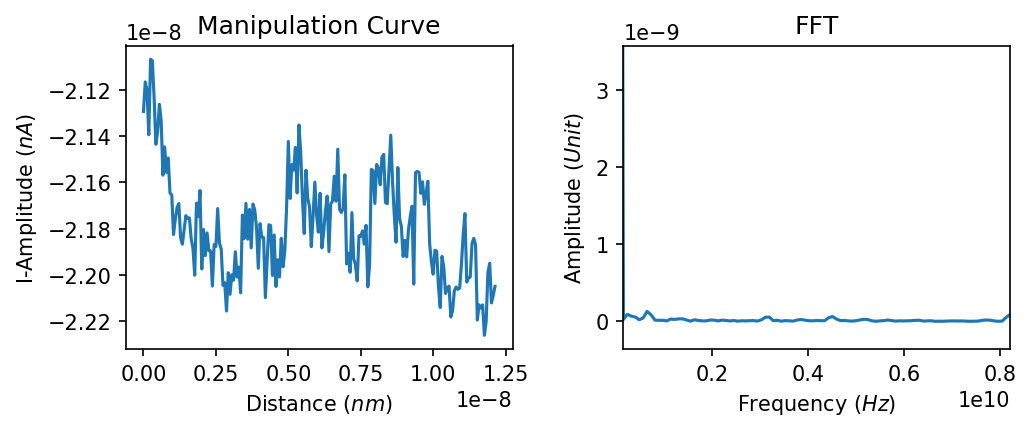 Manipulation Curve
1e−8
−2.12
−2.14
−2.16
−2.18
−2.20
−2.22
I-Amplitude (nA)
0.00 0.25 0.50 0.75 1.00 1.25
1e−8
Distance (nm)
FFT
1e−9
3
2
1
0
Amplitude (Unit)
0.2 0.4 0.6 0.8
1e10
Frequency (Hz)